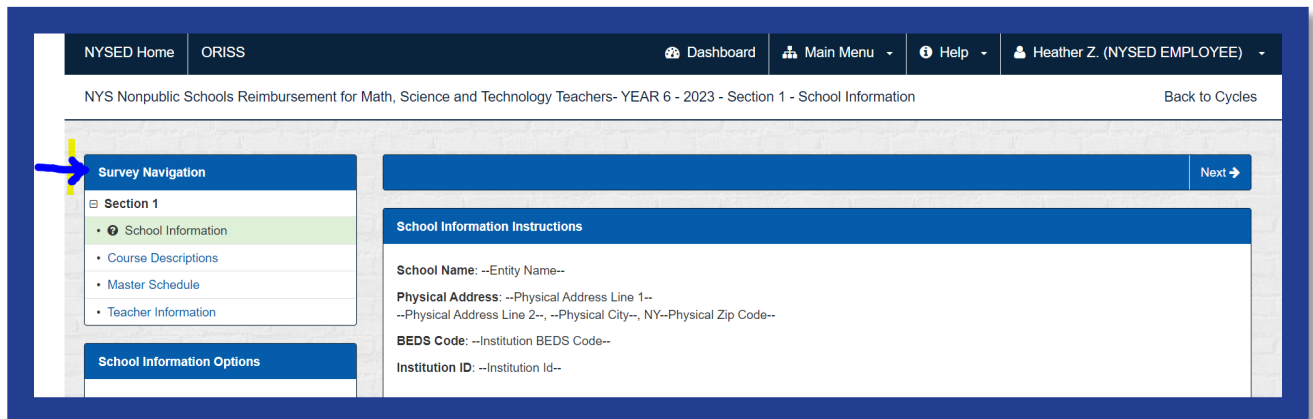 NYSED Home ORISS Dashboard Main Menu Help Heather Z. (NYSED EMPLOYEE)
NYS Nonpublic Schools Reimbursement for Math, Science and Technology Teachers- YEAR 6 - 2023 - Section 1 - School Information Back to Cycles
Survey Navigation
Section 1
School Information
Course Descriptions
Master Schedule
Teacher Information
School Information Options
Next
School Information Instructions
School Name: --Entity Name--
Physical Address: --Physical Address Line 1--
--Physical Address Line 2--, --Physical City--, NY--Physical Zip Code--
BEDS Code: --Institution BEDS Code--
Institution ID: --Institution Id--